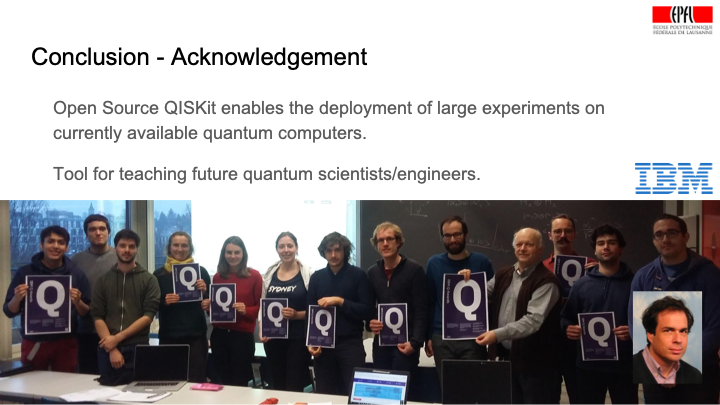 EPFL
ÉCOLE POLYTECHNIQUE
FÉDÉRALE DE LAUSANNE
Conclusion - Acknowledgement
Open Source QISKit enables the deployment of large experiments on
currently available quantum computers.
Tool for teaching future quantum scientists/engineers.
IBM
SYDNEY
Q
Q
Q
Q
Q
Q
Q
Q
Q